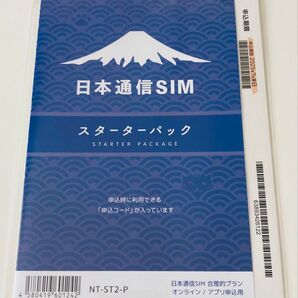 日本通信SIM
スターターパック
STARTER PACKAGE
申込時に利用できる
「申込コード」が入っています
4 580419 601242
NT-ST2-P
日本通信SIM 合理的プラン
オンライン / アプリ申込用
申込期限